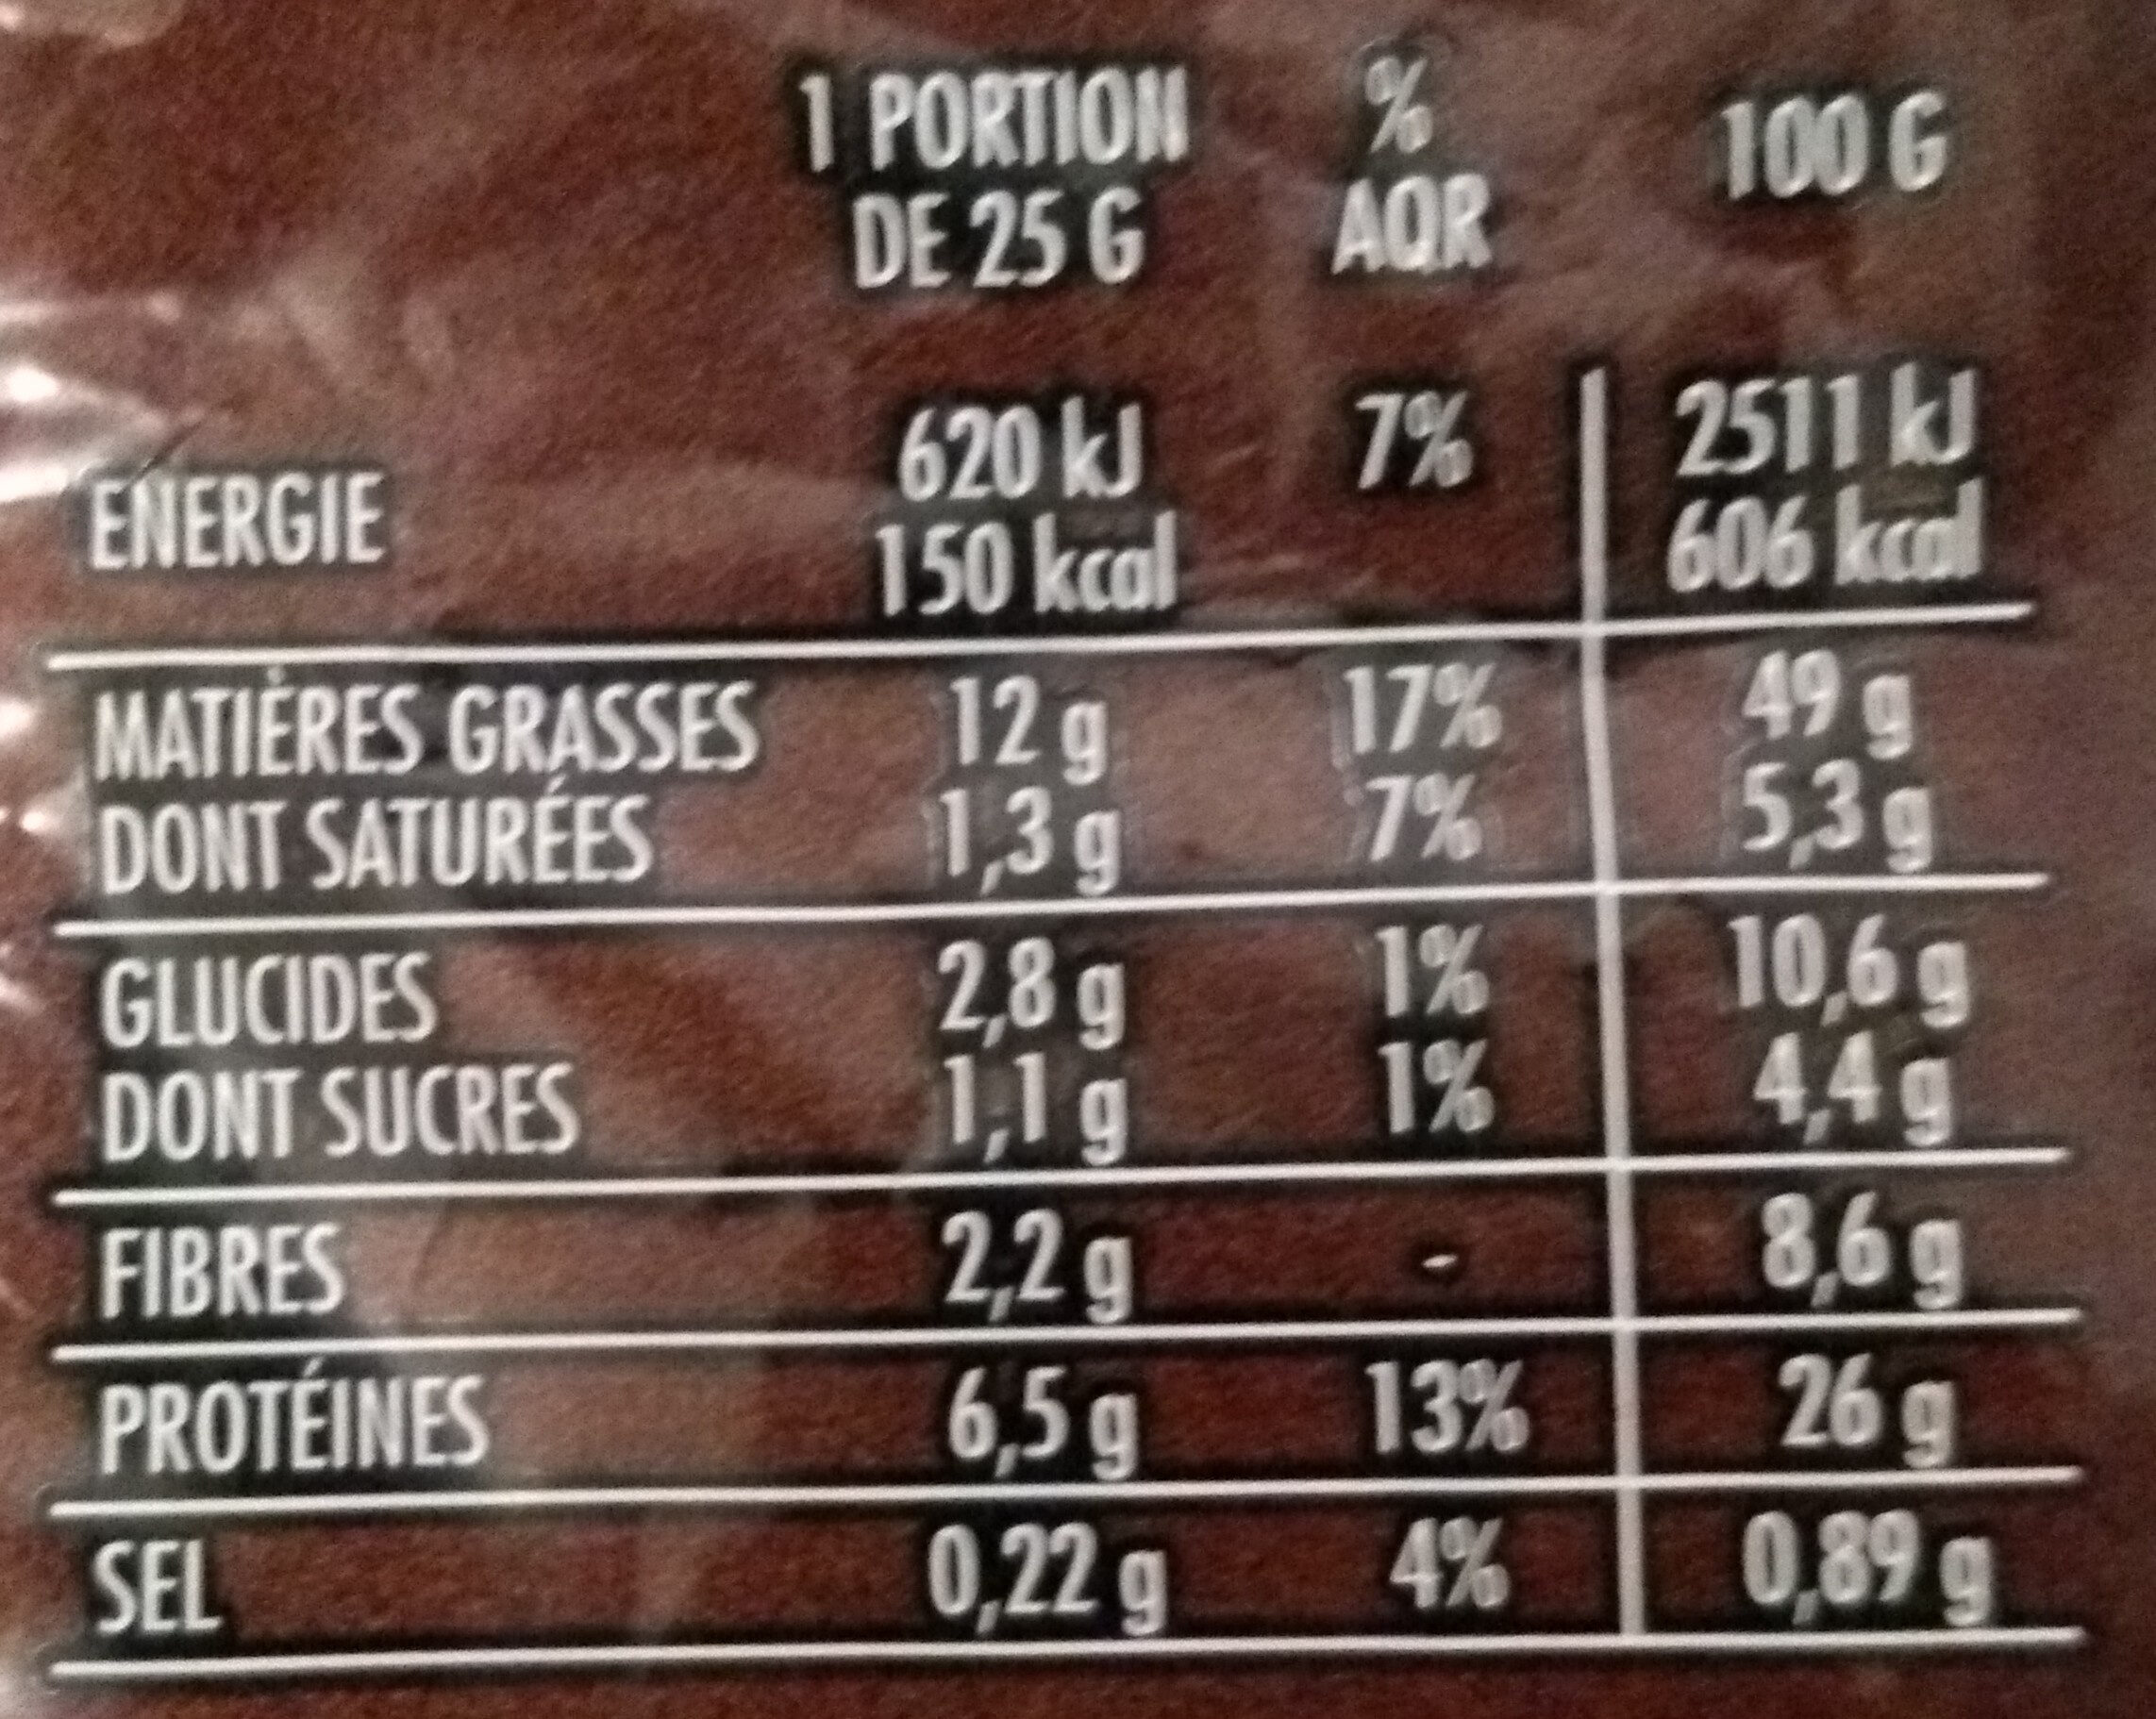 1 PORTION DE 25 G % AQR 100 G
ENERGIE 620 kJ 7% 2511 kJ
150 kcal 606 kcal
MATIÈRES GRASSES 12 g 17% 49 g
DONT SATURÉES 1,3 g 7% 5,3 g
GLUCIDES 2,8 g 1% 10,6 g
DONT SUCRES 1,1 g 1% 4,4 g
FIBRES 2,2 g - 8,6 g
PROTÉINES 6,5 g 13% 26 g
SEL 0,22 g 4% 0,89 g